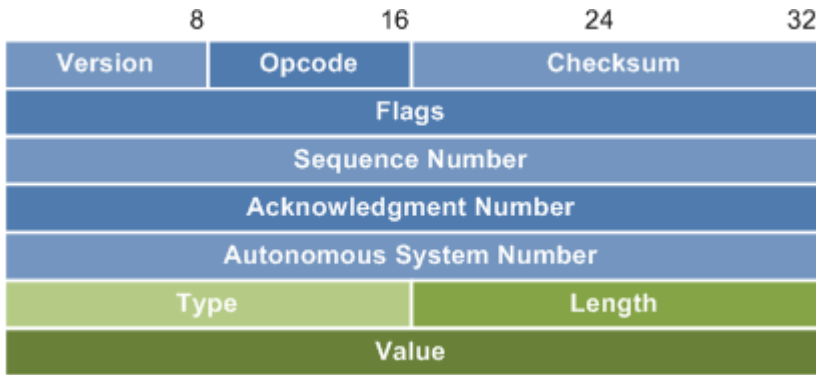 8 16 24 32
Version Opcode Checksum
Flags
Sequence Number
Acknowledgment Number
Autonomous System Number
Type Length
Value